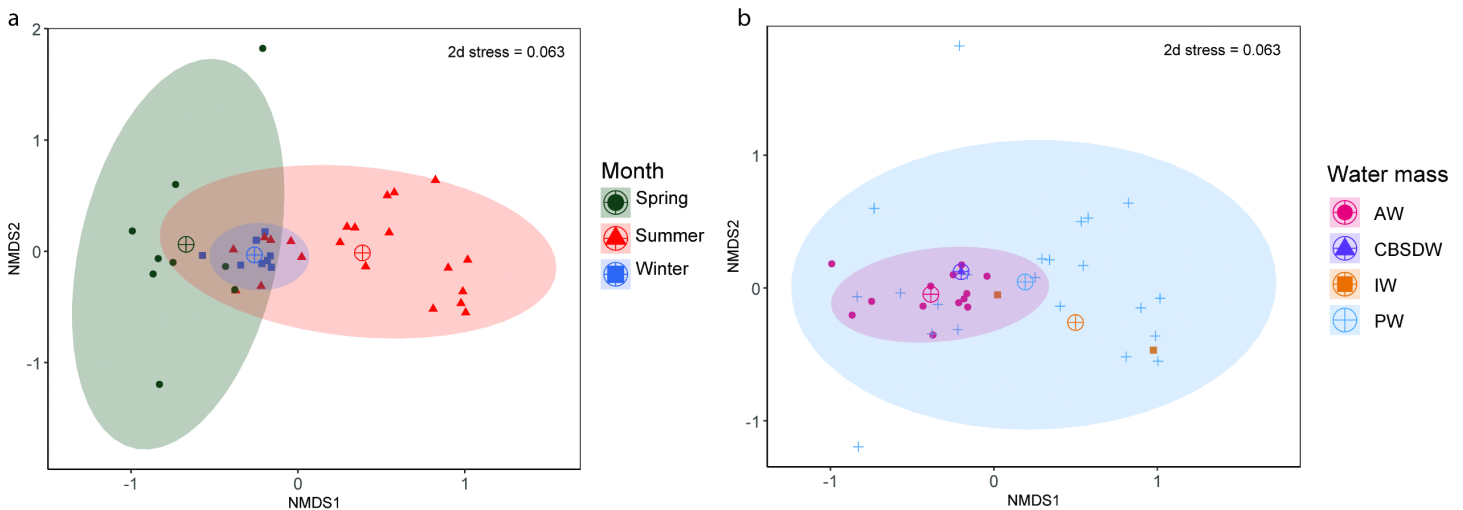 a
2d stress = 0.063
2
1
0
-1
NMDS2
-1
0
1
NMDS1
Month
Spring
Summer
Winter
b
2d stress = 0.063
1
0
-1
NMDS2
-1
0
1
NMDS1
Water mass
AW
CBSDW
IW
PW